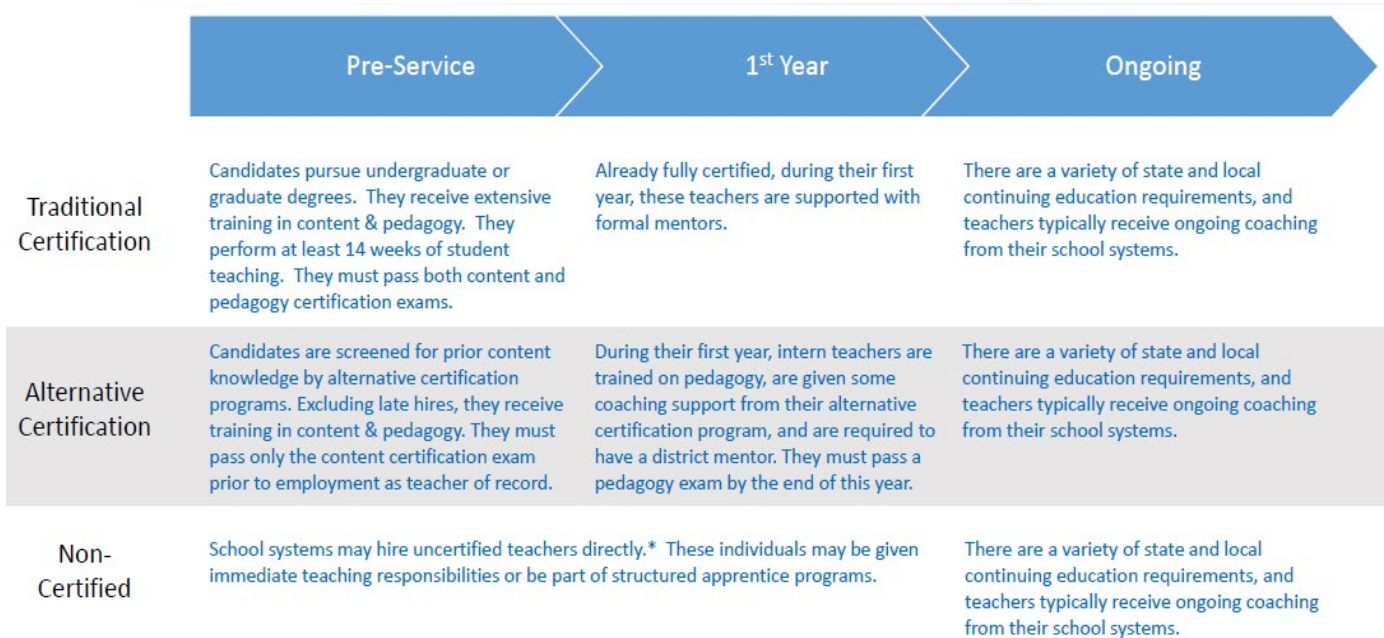 Pre-Service
1st Year
Ongoing
Traditional
Certification
Candidates pursue undergraduate or
graduate degrees. They receive extensive
training in content & pedagogy. They
perform at least 14 weeks of student
teaching. They must pass both content and
pedagogy certification exams.
Already fully certified, during their first
year, these teachers are supported with
formal mentors.
There are a variety of state and local
continuing education requirements, and
teachers typically receive ongoing coaching
from their school systems.
Alternative
Certification
Candidates are screened for prior content
knowledge by alternative certification
programs. Excluding late hires, they receive
training in content & pedagogy. They must
pass only the content certification exam
prior to employment as teacher of record.
During their first year, intern teachers are
trained on pedagogy, are given some
coaching support from their alternative
certification program, and are required to
have a district mentor. They must pass a
pedagogy exam by the end of this year.
There are a variety of state and local
continuing education requirements, and
teachers typically receive ongoing coaching
from their school systems.
Non-
Certified
School systems may hire uncertified teachers directly.* These individuals may be given
immediate teaching responsibilities or be part of structured apprentice programs.
There are a variety of state and local
continuing education requirements, and
teachers typically receive ongoing coaching
from their school systems.